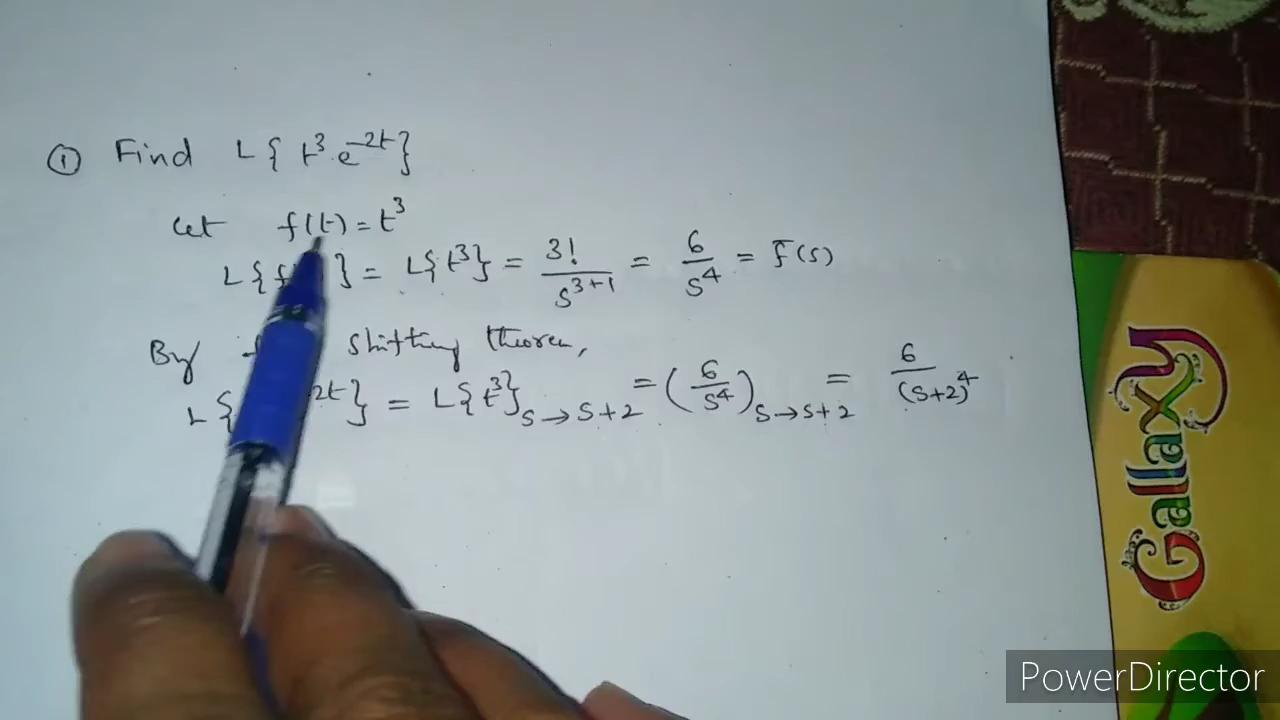 ① Find L{t³.e⁻²ᵗ}
Let f(t) = t³
L{f } = L{t³} = 3!/s³⁺¹ = 6/s⁴ = f̄(s)
By shifting theorem,
L{ 2t} = L{t³}ₛ→ₛ₊₂ = (6/s⁴)ₛ→ₛ₊₂ = 6/(s+2)⁴
GallaxY
PowerDirector